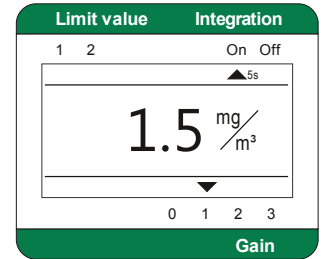 Limit value Integration
1 2 On Off
5s
1.5 mg/m³
0 1 2 3
Gain